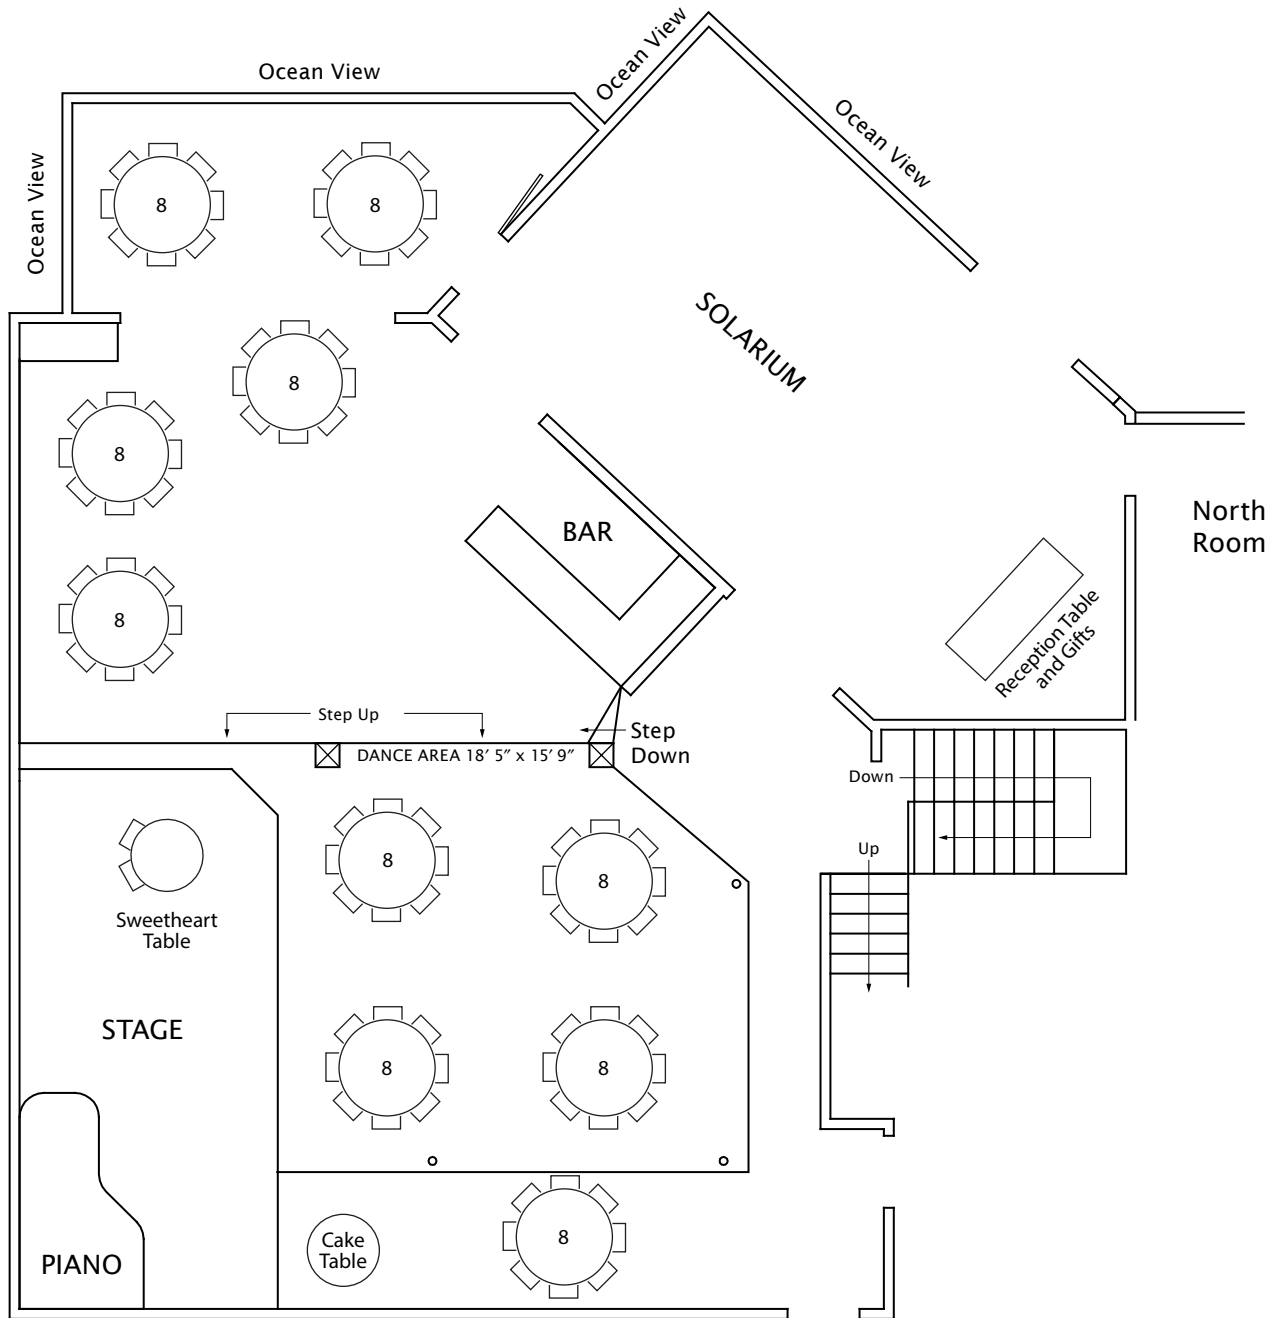 Ocean View
Ocean View
Ocean View
Ocean View
8
8
SOLARIUM
8
8
BAR
North
Room
8
Reception Table
and Gifts
Step Up
Step
Down
DANCE AREA 18′ 5″ x 15′ 9″
Down
Up
8
8
Sweetheart
Table
STAGE
8
8
PIANO
Cake
Table
8